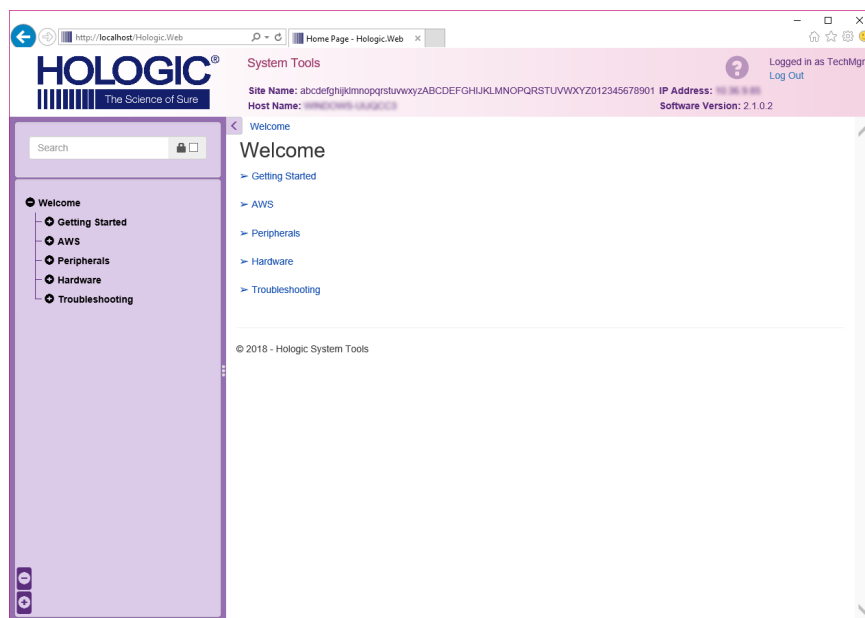 http://localhost/Hologic.Web
Home Page - Hologic.Web
HOLOGIC®
The Science of Sure
System Tools
Logged in as TechMgr
Log Out
Site Name: abcdefghijklmnopqrstuvwxyzABCDEFGHIJKLMNOPQRSTUVWXYZ012345678901 IP Address:
Host Name: Software Version: 2.1.0.2
Search
Welcome
Getting Started
AWS
Peripherals
Hardware
Troubleshooting
Welcome
Welcome
➢ Getting Started
➢ AWS
➢ Peripherals
➢ Hardware
➢ Troubleshooting
© 2018 - Hologic System Tools